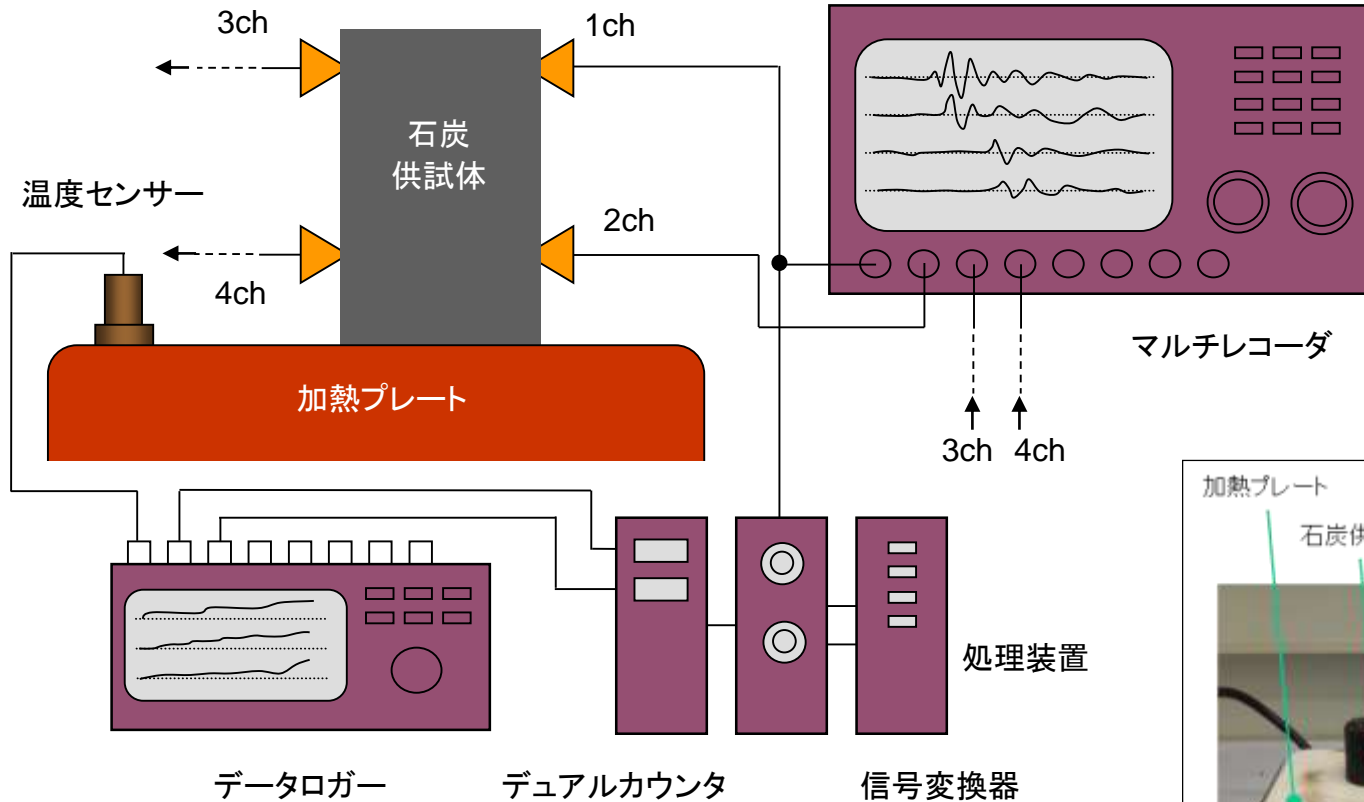 3ch
1ch
石炭
供試体
温度センサー
2ch
4ch
マルチレコーダ
加熱プレート
3ch 4ch
加熱プレート
処理装置
データロガー
デュアルカウンタ
信号変換器